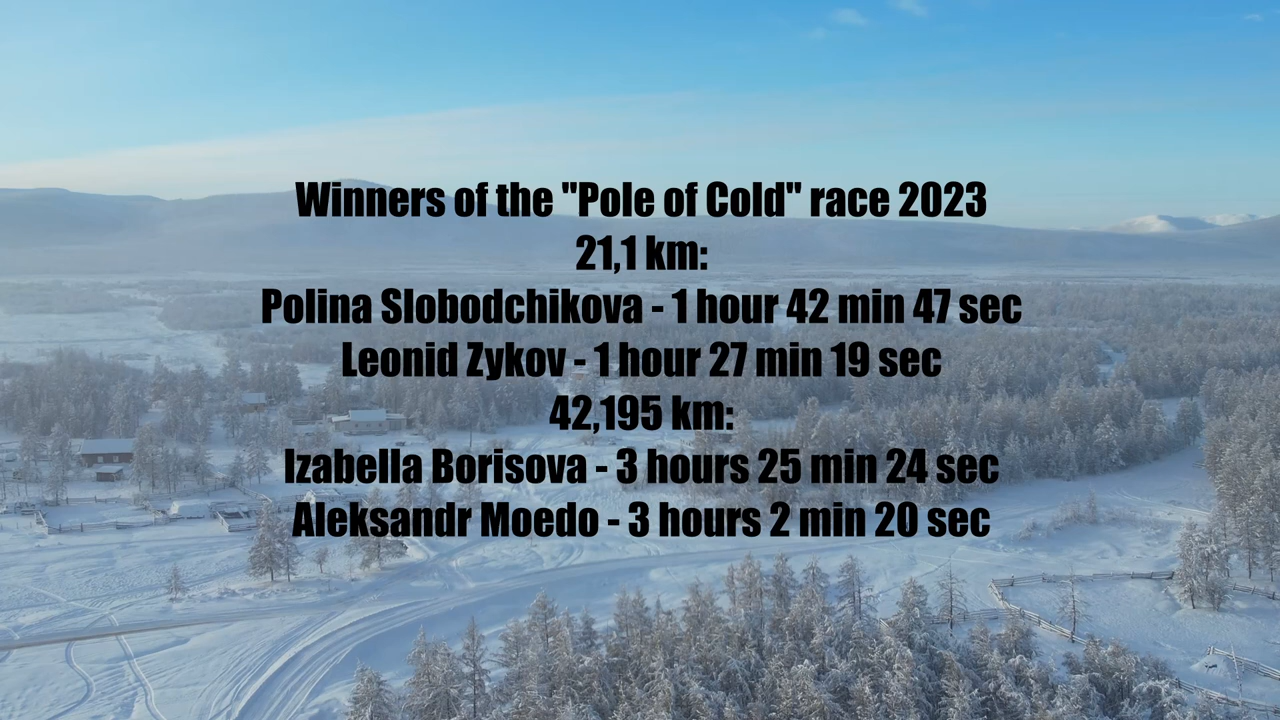 Winners of the "Pole of Cold" race 2023
21,1 km:
Polina Slobodchikova - 1 hour 42 min 47 sec
Leonid Zykov - 1 hour 27 min 19 sec
42,195 km:
Izabella Borisova - 3 hours 25 min 24 sec
Aleksandr Moedo - 3 hours 2 min 20 sec